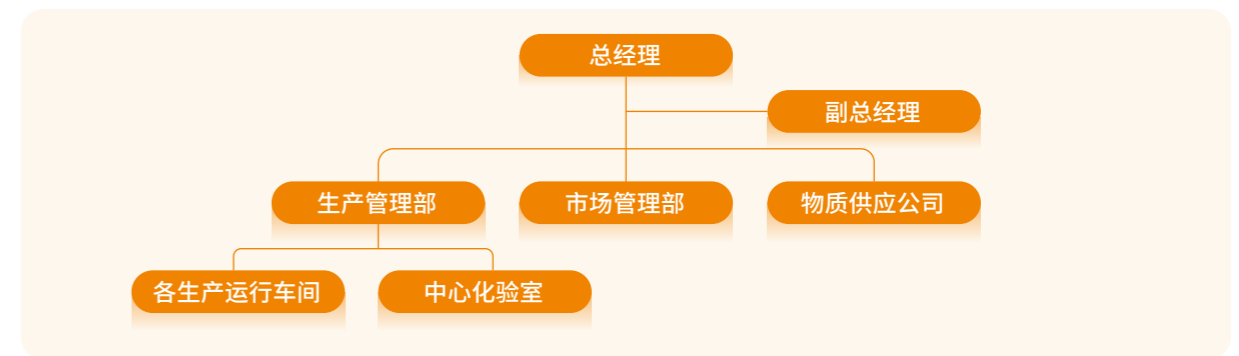 总经理
副总经理
生产管理部
市场管理部
物质供应公司
各生产运行车间
中心化验室